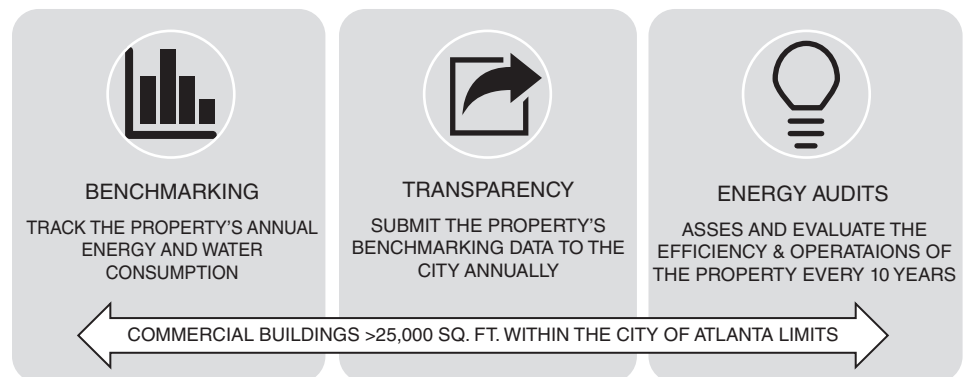 BENCHMARKING
TRACK THE PROPERTY'S ANNUAL
ENERGY AND WATER
CONSUMPTION
TRANSPARENCY
SUBMIT THE PROPERTY'S
BENCHMARKING DATA TO THE
CITY ANNUALLY
ENERGY AUDITS
ASSES AND EVALUATE THE
EFFICIENCY & OPERATAIONS OF
THE PROPERTY EVERY 10 YEARS
COMMERCIAL BUILDINGS >25,000 SQ. FT. WITHIN THE CITY OF ATLANTA LIMITS